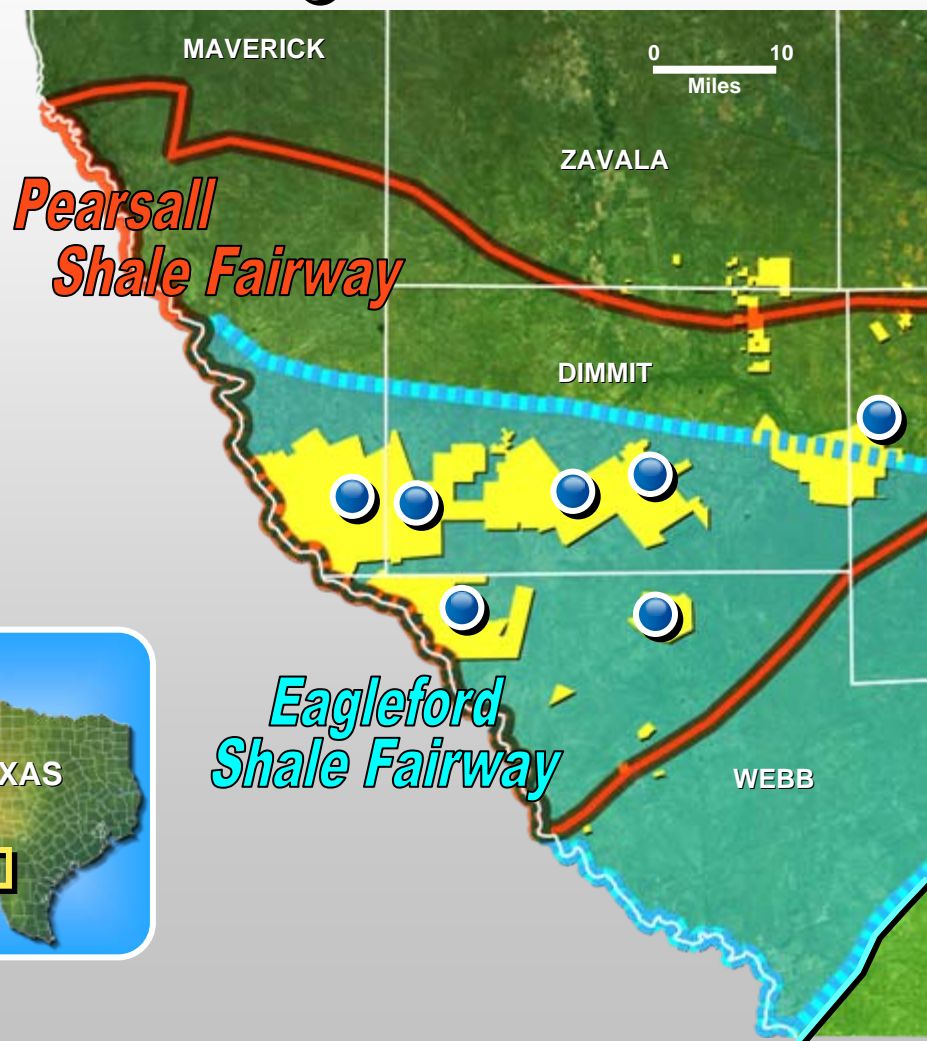 MAVERICK
0 10
Miles
ZAVALA
Pearsall
Shale Fairway
DIMMIT
Eagleford
Shale Fairway
XAS
WEBB